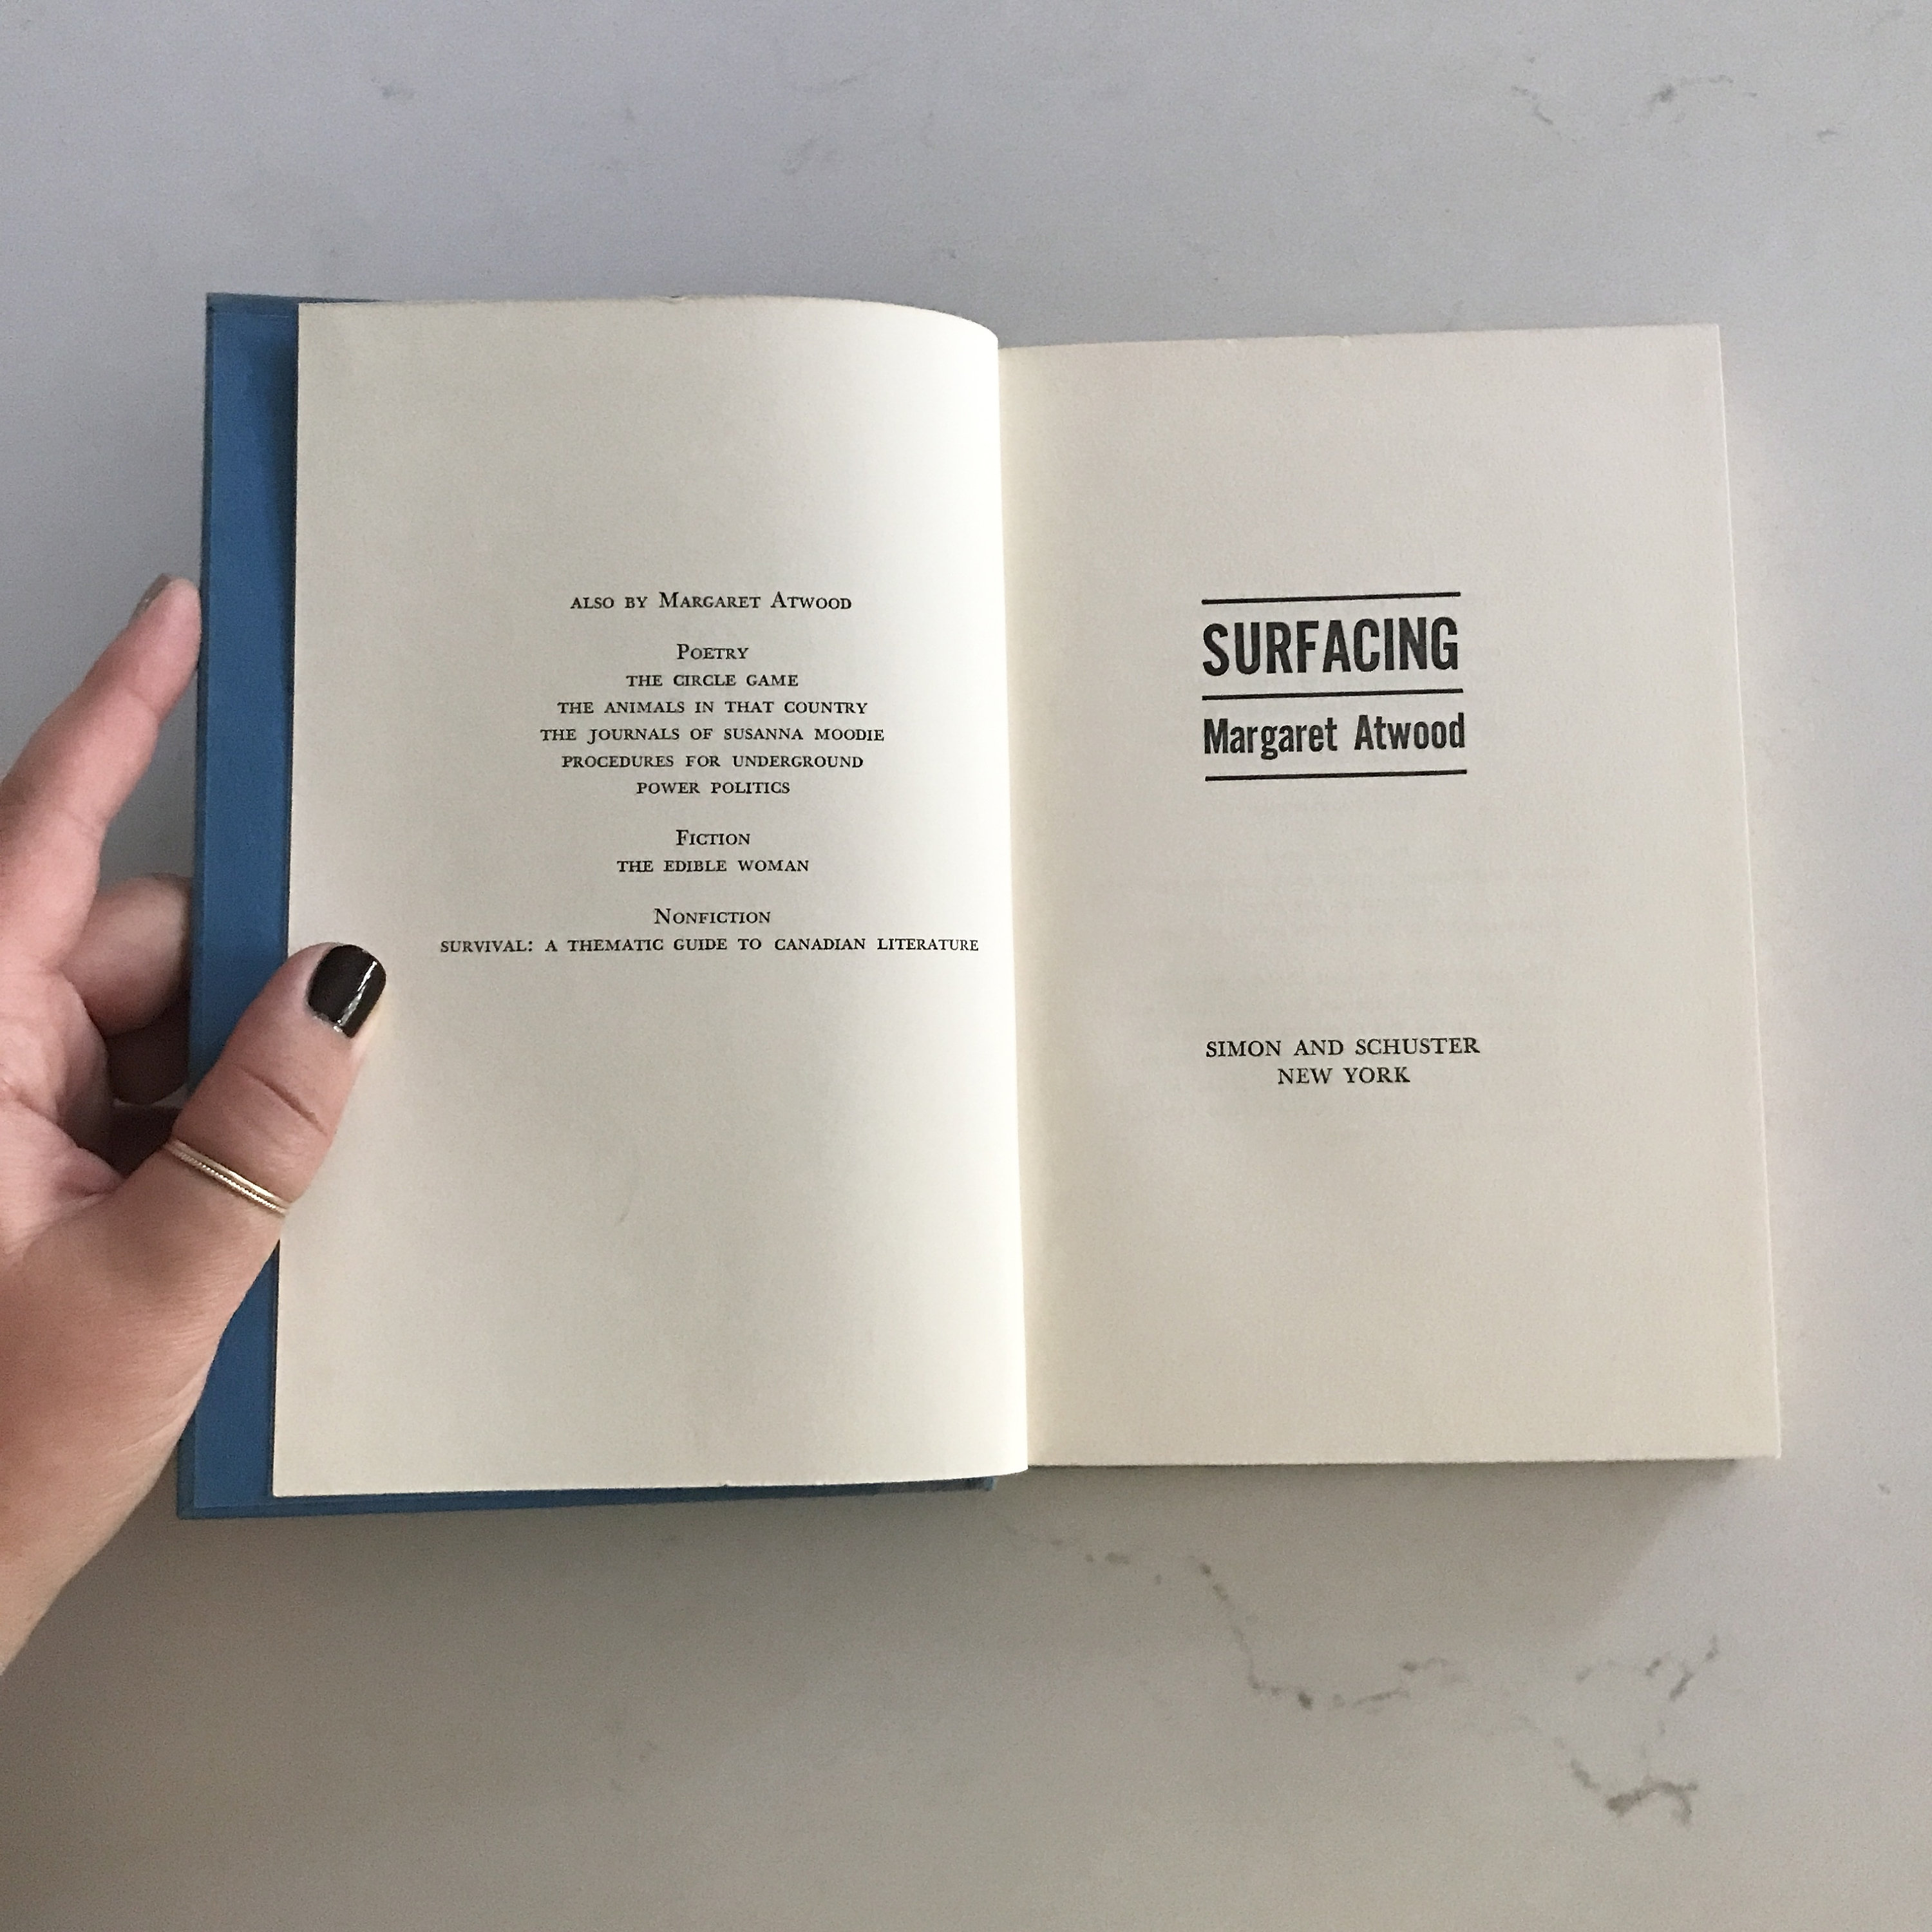 ALSO BY MARGARET ATWOOD
POETRY
THE CIRCLE GAME
THE ANIMALS IN THAT COUNTRY
THE JOURNALS OF SUSANNA MOODIE
PROCEDURES FOR UNDERGROUND
POWER POLITICS
FICTION
THE EDIBLE WOMAN
NONFICTION
SURVIVAL: A THEMATIC GUIDE TO CANADIAN LITERATURE
SURFACING
Margaret Atwood
SIMON AND SCHUSTER
NEW YORK